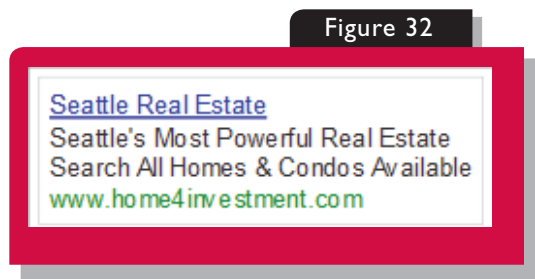 Figure 32
Seattle Real Estate
Seattle's Most Powerful Real Estate
Search All Homes & Condos Available
www.home4investment.com